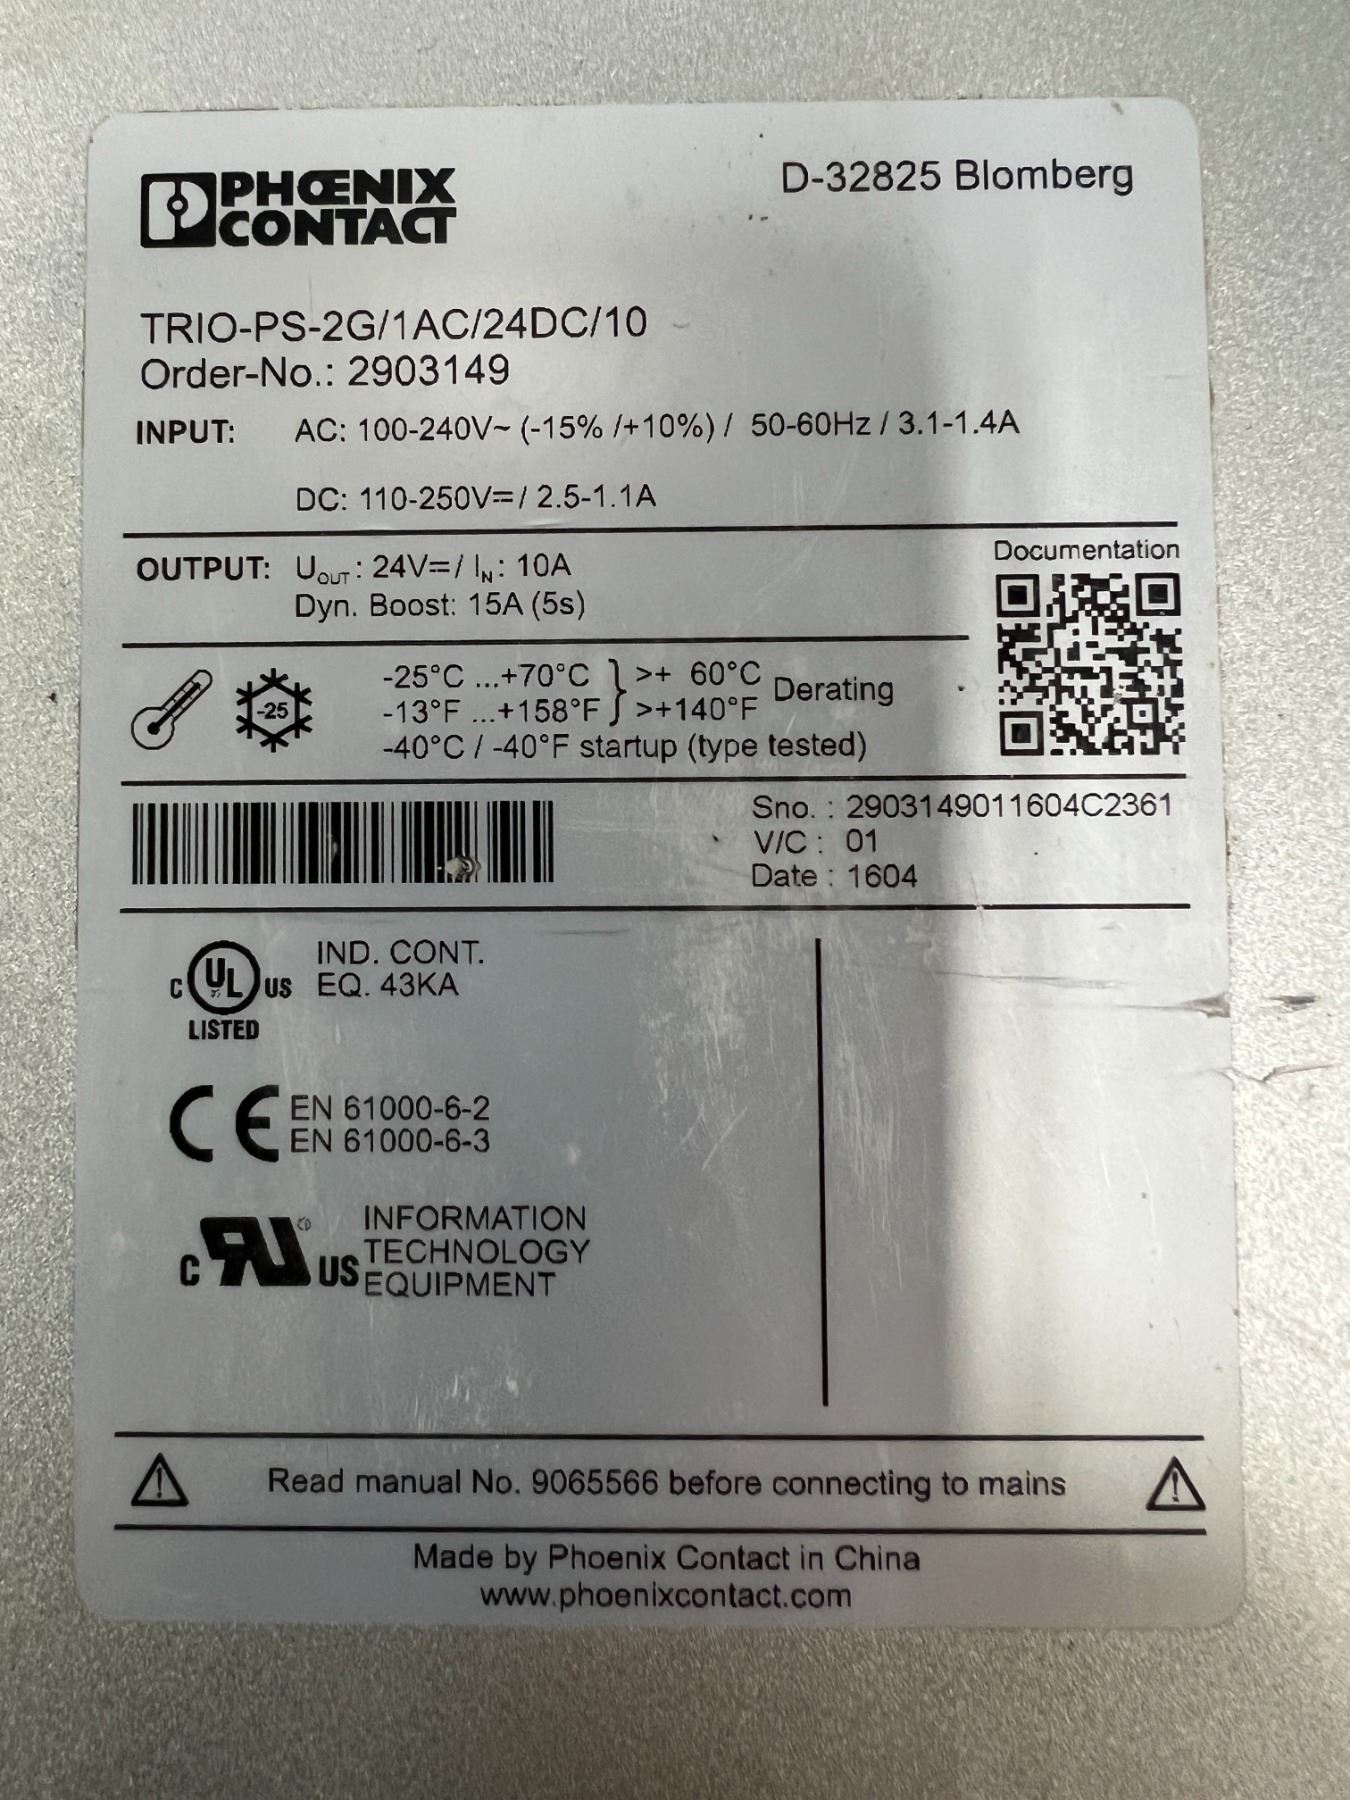 PHŒNIX
CONTACT
D-32825 Blomberg
TRIO-PS-2G/1AC/24DC/10
Order-No.: 2903149
INPUT: AC: 100-240V~ (-15% /+10%) / 50-60Hz / 3.1-1.4A
DC: 110-250V⎓/ 2.5-1.1A
OUTPUT: UOUT: 24V⎓/ IN: 10A
Dyn. Boost: 15A (5s)
Documentation
-25
-25°C ...+70°C } >+ 60°C Derating
-13°F ...+158°F >+140°F
-40°C / -40°F startup (type tested)
Sno. : 2903149011604C2361
V/C : 01
Date : 1604
C UL US IND. CONT.
LISTED EQ. 43KA
CE EN 61000-6-2
EN 61000-6-3
C RU US INFORMATION
TECHNOLOGY
EQUIPMENT
Read manual No. 9065566 before connecting to mains
Made by Phoenix Contact in China
www.phoenixcontact.com